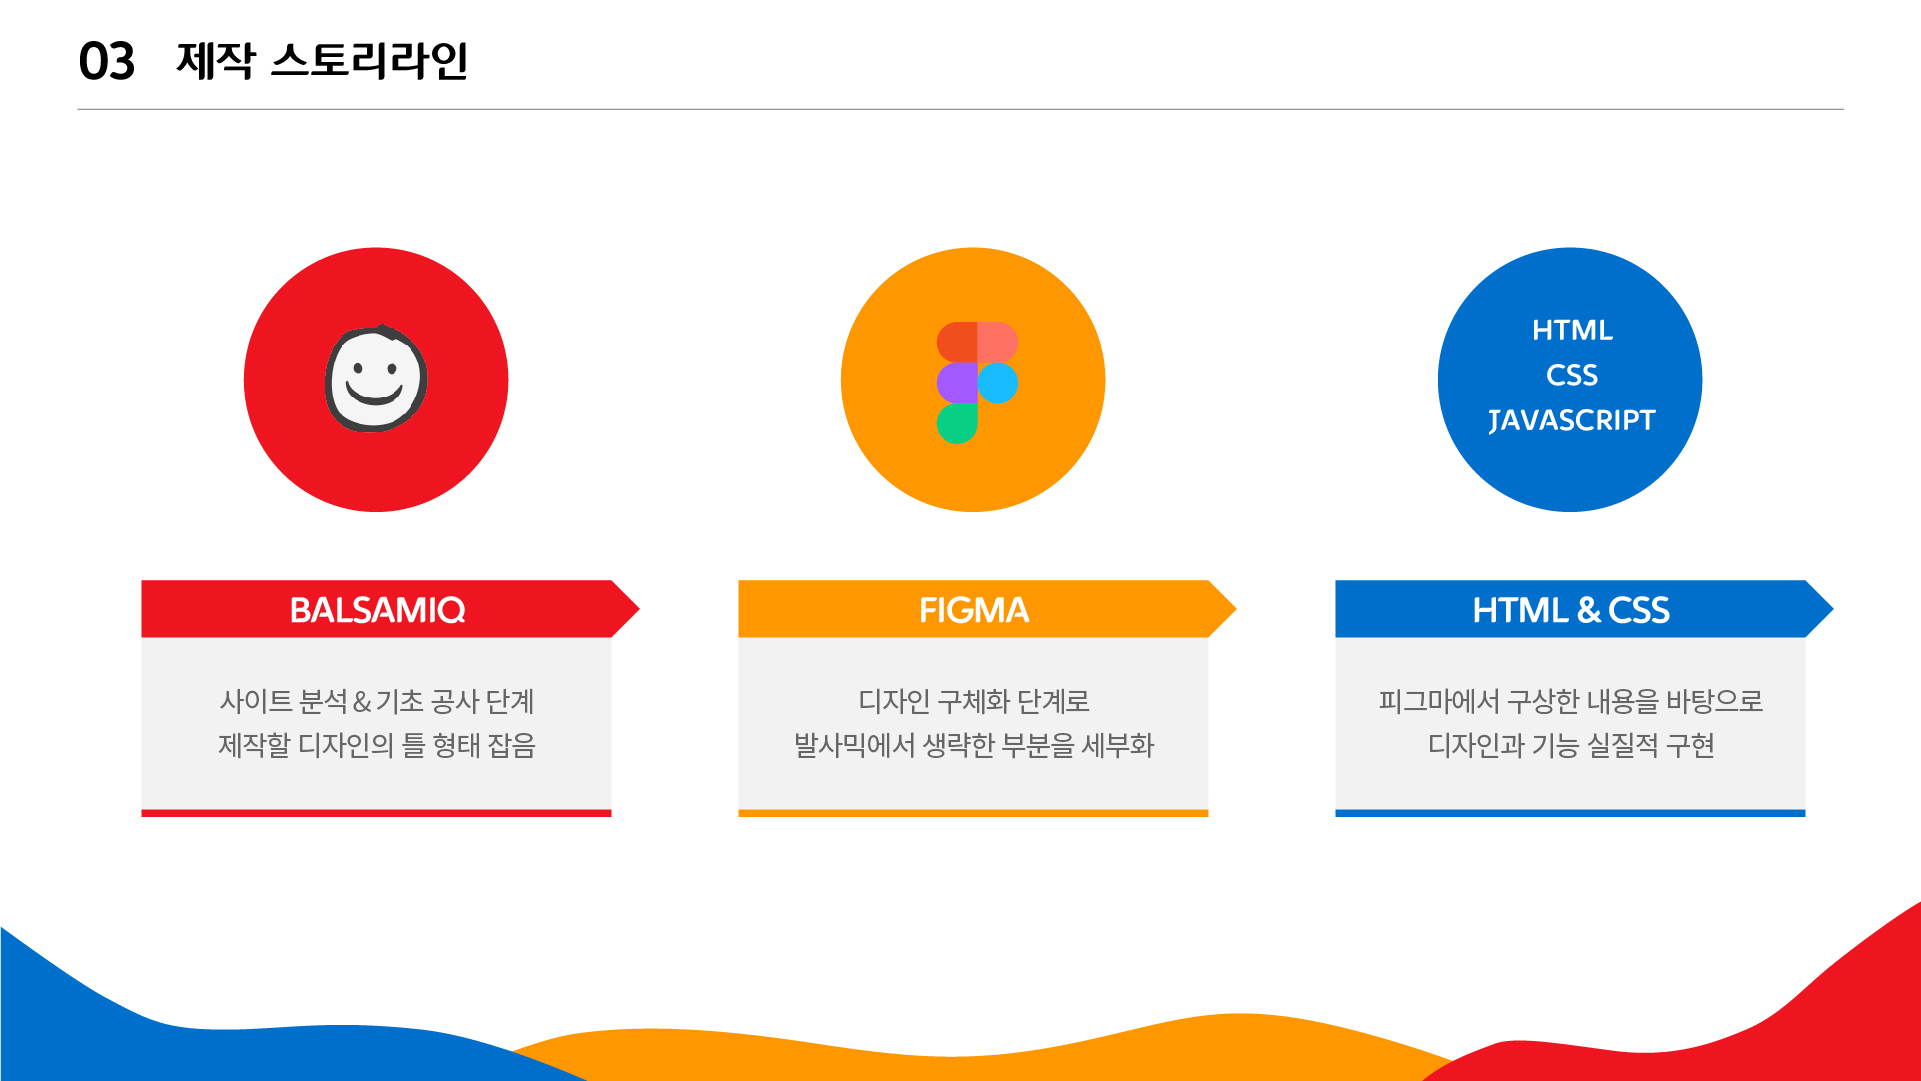 03 제작 스토리라인
HTML
CSS
JAVASCRIPT
BALSAMIQ
사이트 분석 & 기초 공사 단계
제작할 디자인의 틀 형태 잡음
FIGMA
디자인 구체화 단계로
발사믹에서 생략한 부분을 세부화
HTML & CSS
피그마에서 구상한 내용을 바탕으로
디자인과 기능 실질적 구현